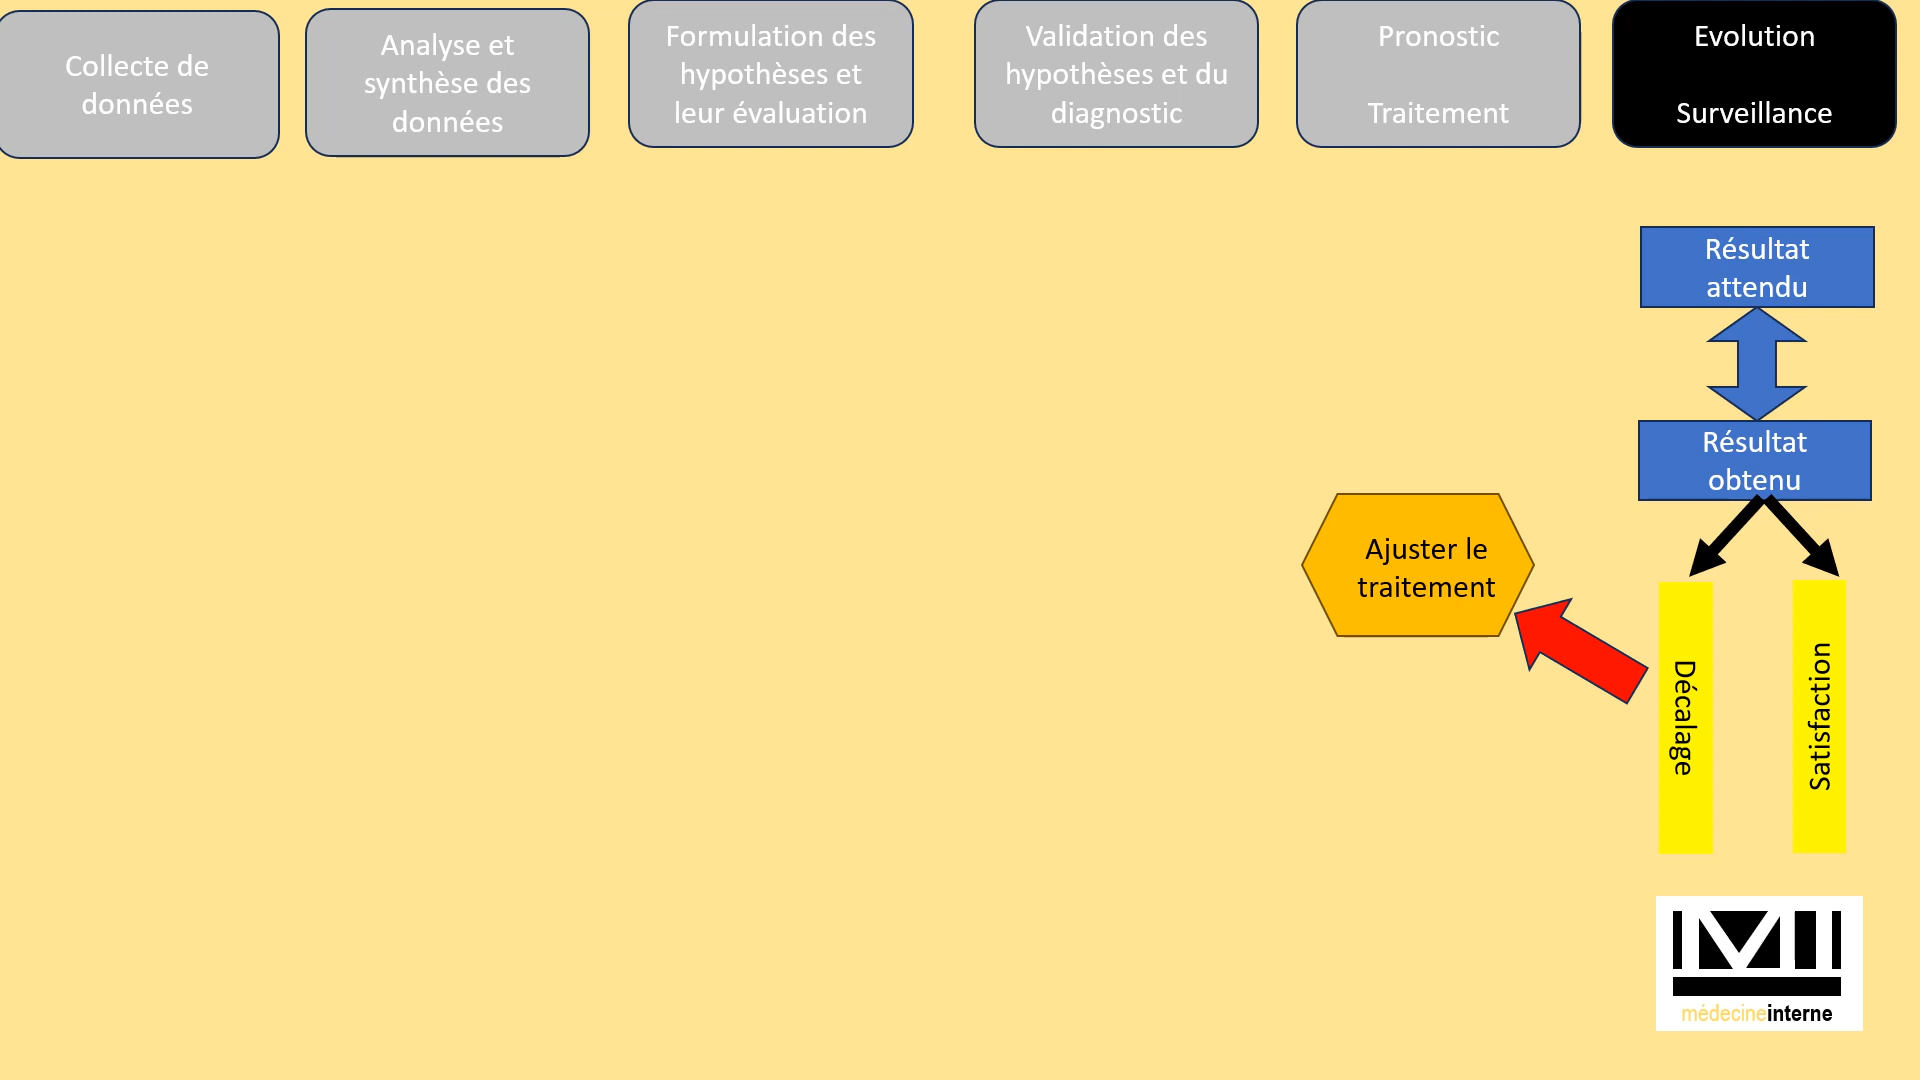 Collecte de
données
Analyse et
synthèse des
données
Formulation des
hypothèses et
leur évaluation
Validation des
hypothèses et du
diagnostic
Pronostic
Traitement
Evolution
Surveillance
Résultat
attendu
Résultat
obtenu
Ajuster le
traitement
Décalage
Satisfaction
MI
médecineinterne